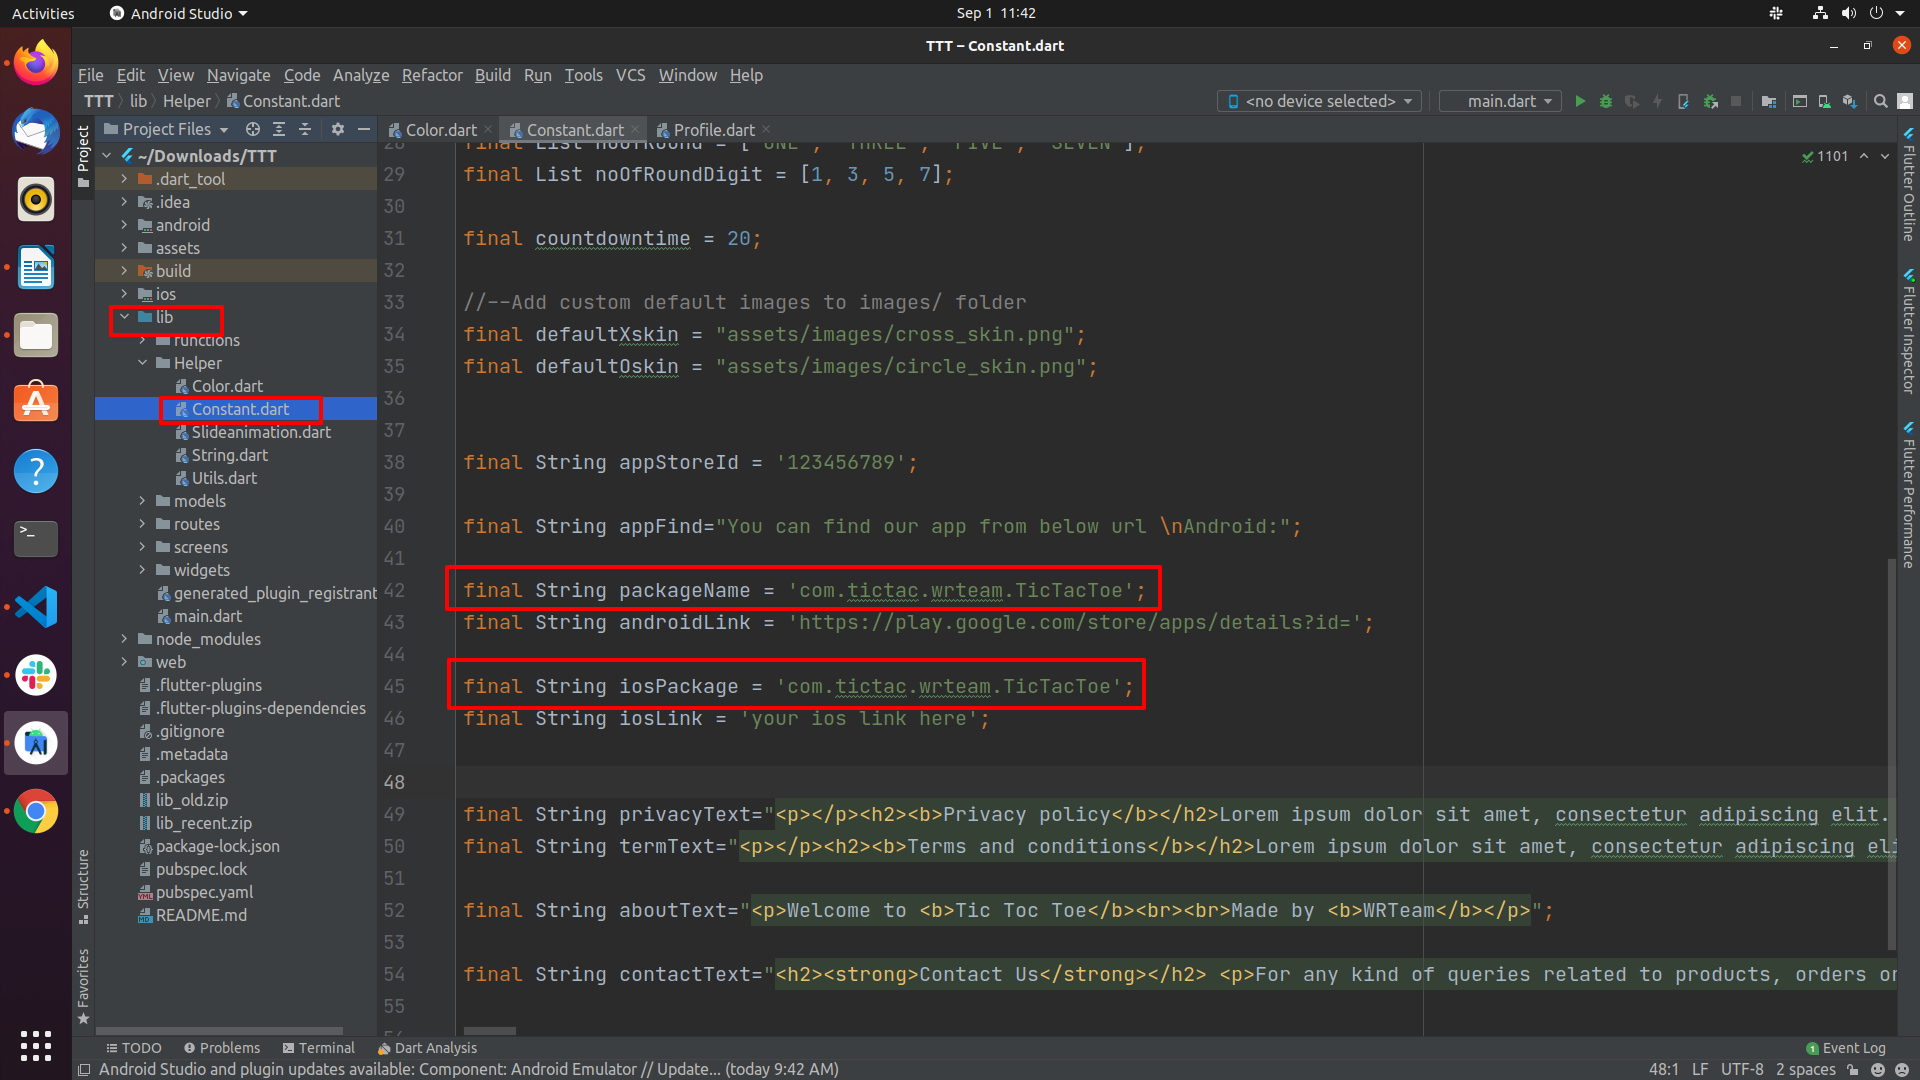 Activities
Android Studio
Sep 1 11:42
TTT – Constant.dart
File Edit View Navigate Code Analyze Refactor Build Run Tools VCS Window Help
TTT lib Helper Constant.dart
<no device selected>
main.dart
Project
Project Files
Color.dart
Constant.dart
Profile.dart
~/Downloads/TTT
.dart_tool
.idea
android
assets
build
ios
lib
functions
Helper
Color.dart
Constant.dart
Slideanimation.dart
String.dart
Utils.dart
models
routes
screens
widgets
generated_plugin_registrant
main.dart
node_modules
web
.flutter-plugins
.flutter-plugins-dependencies
.gitignore
.metadata
.packages
lib_old.zip
lib_recent.zip
package-lock.json
pubspec.lock
pubspec.yaml
README.md
Structure
Favorites
1101
28 final List noOfRound = ["ONE", "THREE", "FIVE", "SEVEN"];
29 final List noOfRoundDigit = [1, 3, 5, 7];
30
31 final countdowntime = 20;
32
33 //--Add custom default images to images/ folder
34 final defaultXskin = "assets/images/cross_skin.png";
35 final defaultOskin = "assets/images/circle_skin.png";
36
37
38 final String appStoreId = '123456789';
39
40 final String appFind="You can find our app from below url \nAndroid:";
41
42 final String packageName = 'com.tictac.wrteam.TicTacToe';
43 final String androidLink = 'https://play.google.com/store/apps/details?id=';
44
45 final String iosPackage = 'com.tictac.wrteam.TicTacToe';
46 final String iosLink = 'your ios link here';
47
48
49 final String privacyText="<p></p><h2><b>Privacy policy</b></h2>Lorem ipsum dolor sit amet, consectetur adipiscing elit.
50 final String termText="<p></p><h2><b>Terms and conditions</b></h2>Lorem ipsum dolor sit amet, consectetur adipiscing eli
51
52 final String aboutText="<p>Welcome to <b>Tic Toc Toe</b><br><br>Made by <b>WRTeam</b></p>";
53
54 final String contactText="<h2><strong>Contact Us</strong></h2> <p>For any kind of queries related to products, orders or
55
Flutter Outline
Flutter Inspector
Flutter Performance
TODO Problems Terminal Dart Analysis
1 Event Log
Android Studio and plugin updates available: Component: Android Emulator // Update... (today 9:42 AM)
48:1 LF UTF-8 2 spaces